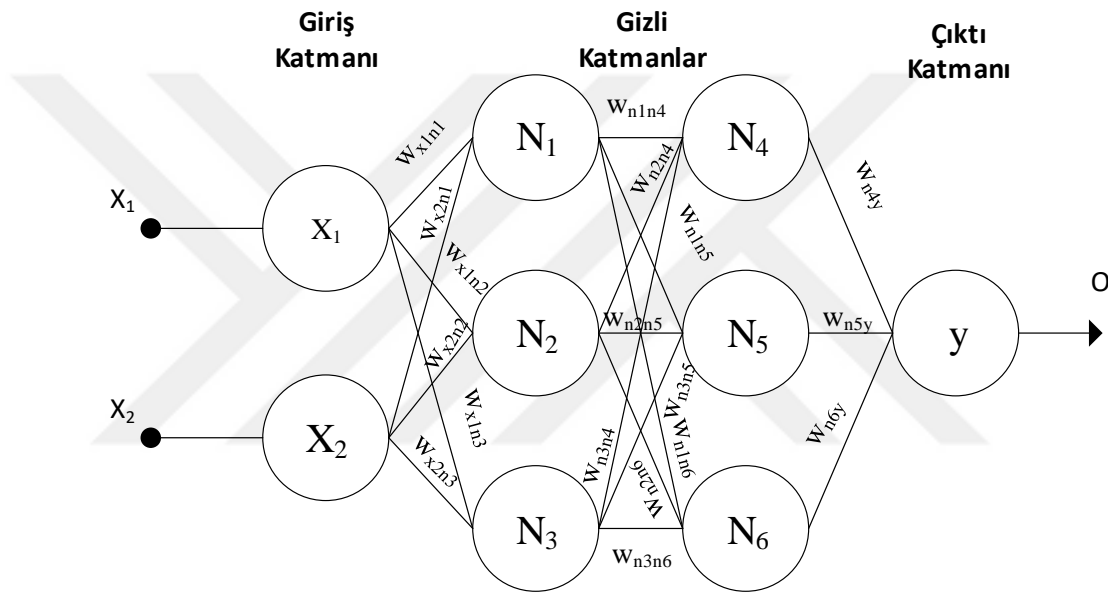 Giriş
Katmanı
Gizli
Katmanlar
Çıktı
Katmanı
X₁
X₂
X₁
X₂
Wx1n1
Wx2n1
Wx1n2
Wx2n2
Wx1n3
Wx2n3
N₁
N₂
N₃
Wn1n4
Wn2n4
Wn1n5
Wn2n5
Wn3n5
Wn3n4
Wn1n6
Wn2n6
Wn3n6
N₄
N₅
N₆
Wn4y
Wn5y
Wn6y
y
O